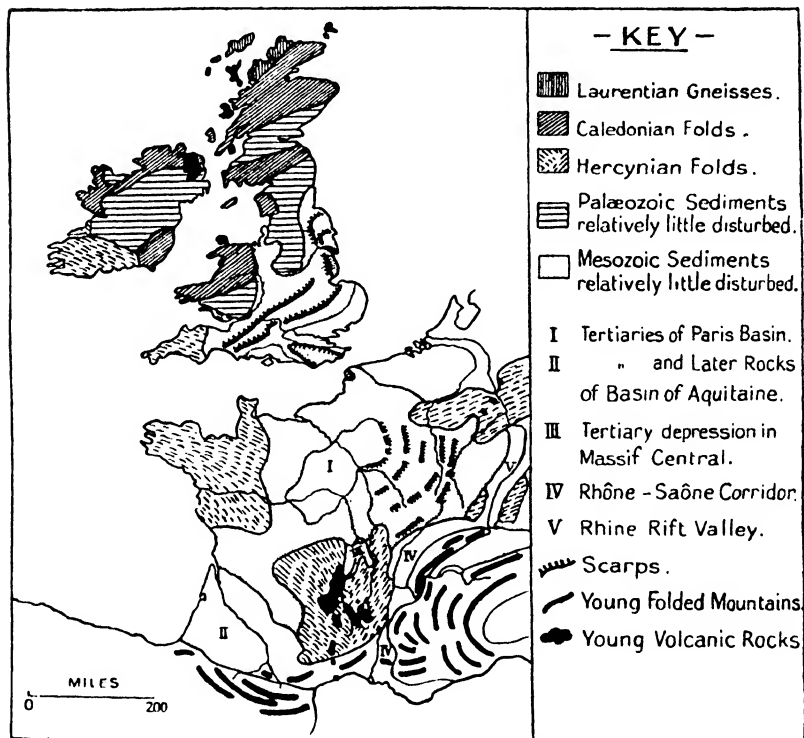 – KEY –
Laurentian Gneisses.
Caledonian Folds.
Hercynian Folds.
Palæozoic Sediments
relatively little disturbed.
Mesozoic Sediments
relatively little disturbed.
I Tertiaries of Paris Basin.
II " and Later Rocks
of Basin of Aquitaine.
III Tertiary depression in
Massif Central.
IV Rhône – Saône Corridor.
V Rhine Rift Valley.
Scarps.
Young Folded Mountains.
Young Volcanic Rocks
I
V
III
IV
II
IV
MILES
0 200